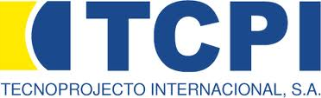 TCPI
TECNOPROJECTO INTERNACIONAL, S.A.